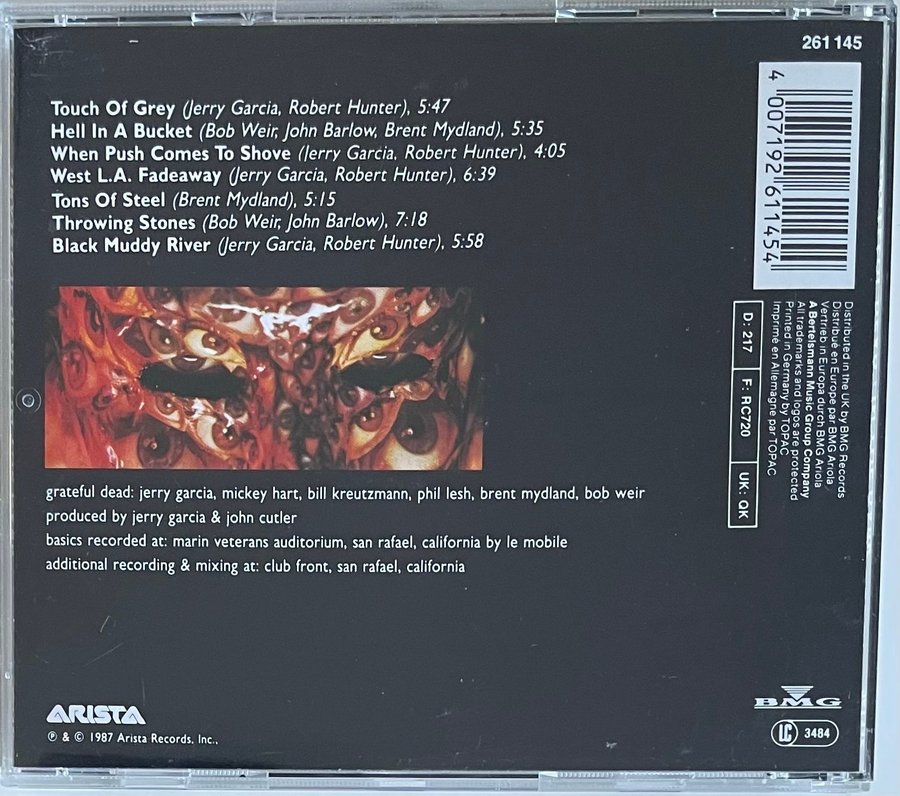 261 145
Touch Of Grey (Jerry Garcia, Robert Hunter), 5:47
Hell In A Bucket (Bob Weir, John Barlow, Brent Mydland), 5:35
When Push Comes To Shove (Jerry Garcia, Robert Hunter), 4:05
West L.A. Fadeaway (Jerry Garcia, Robert Hunter), 6:39
Tons Of Steel (Brent Mydland), 5:15
Throwing Stones (Bob Weir, John Barlow), 7:18
Black Muddy River (Jerry Garcia, Robert Hunter), 5:58
4 007192 611454
Distributed in the UK by BMG Records
Distribué en Europe par BMG Ariola
Vertrieb in Europa durch BMG Ariola
A Bertelsmann Music Group Company
All trademarks and logos are protected
Printed in Germany by TOPAC
Imprimé en Allemagne par TOPAC
D: 217 F: RC720 UK: QK
grateful dead: jerry garcia, mickey hart, bill kreutzmann, phil lesh, brent mydland, bob weir
produced by jerry garcia & john cutler
basics recorded at: marin veterans auditorium, san rafael, california by le mobile
additional recording & mixing at: club front, san rafael, california
ARISTA
℗ & © 1987 Arista Records, Inc.,
BMG
LC 3484